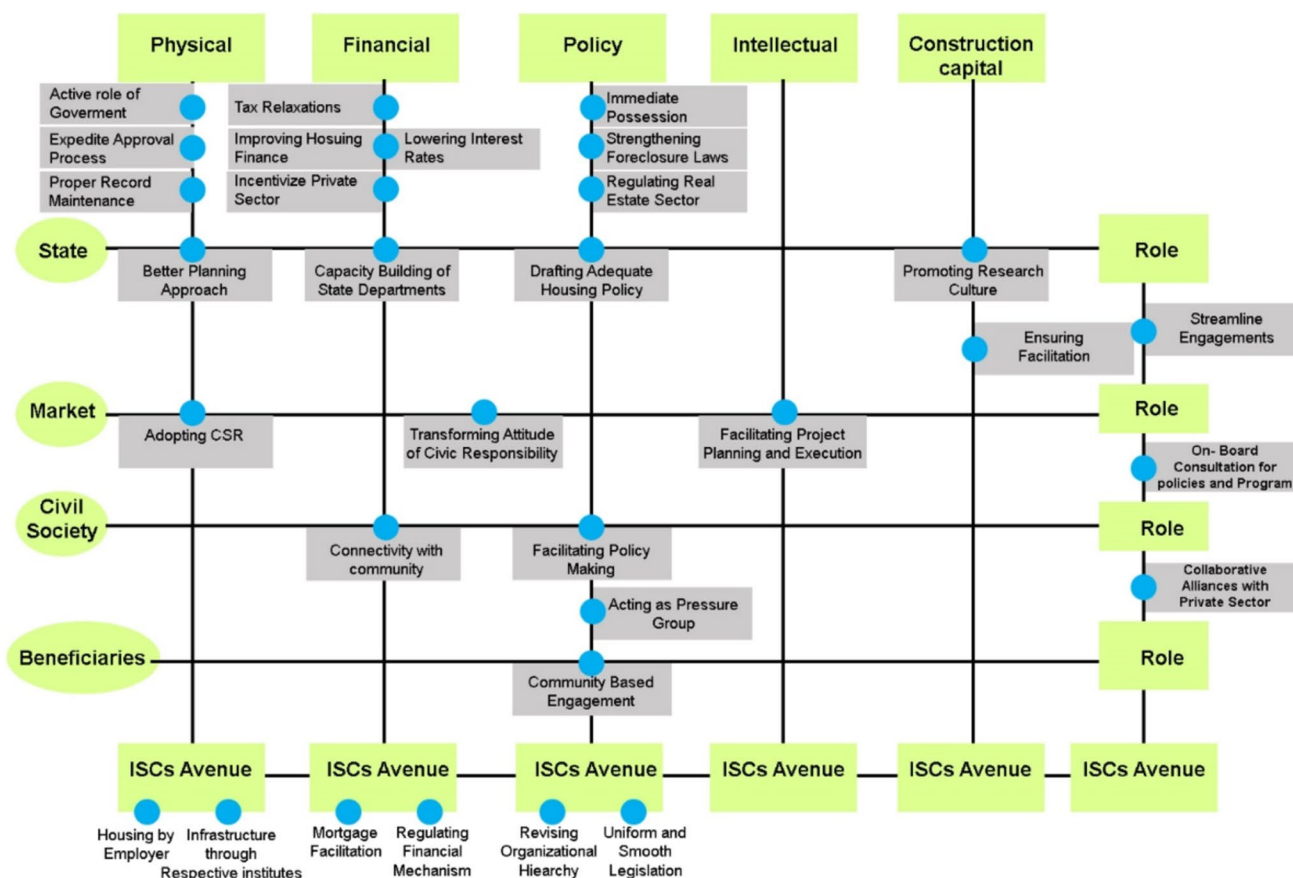 Physical
Financial
Policy
Intellectual
Construction
capital
Active role of
Goverment
Expedite Approval
Process
Proper Record
Maintenance
Tax Relaxations
Improving Hosuing
Finance
Lowering Interest
Rates
Incentivize Private
Sector
Immediate
Possession
Strengthening
Foreclosure Laws
Regulating Real
Estate Sector
State
Better Planning
Approach
Capacity Building of
State Departments
Drafting Adequate
Housing Policy
Promoting Research
Culture
Role
Ensuring
Facilitation
Streamline
Engagements
Market
Adopting CSR
Transforming Attitude
of Civic Responsibility
Facilitating Project
Planning and Execution
Role
On- Board
Consultation for
policies and Program
Civil
Society
Connectivity with
community
Facilitating Policy
Making
Role
Acting as Pressure
Group
Collaborative
Alliances with
Private Sector
Beneficiaries
Community Based
Engagement
Role
ISCs Avenue
ISCs Avenue
ISCs Avenue
ISCs Avenue
ISCs Avenue
ISCs Avenue
Housing by
Employer
Infrastructure
through
Respective institutes
Mortgage
Facilitation
Regulating
Financial
Mechanism
Revising
Organizational
Hiearchy
Uniform and
Smooth
Legislation